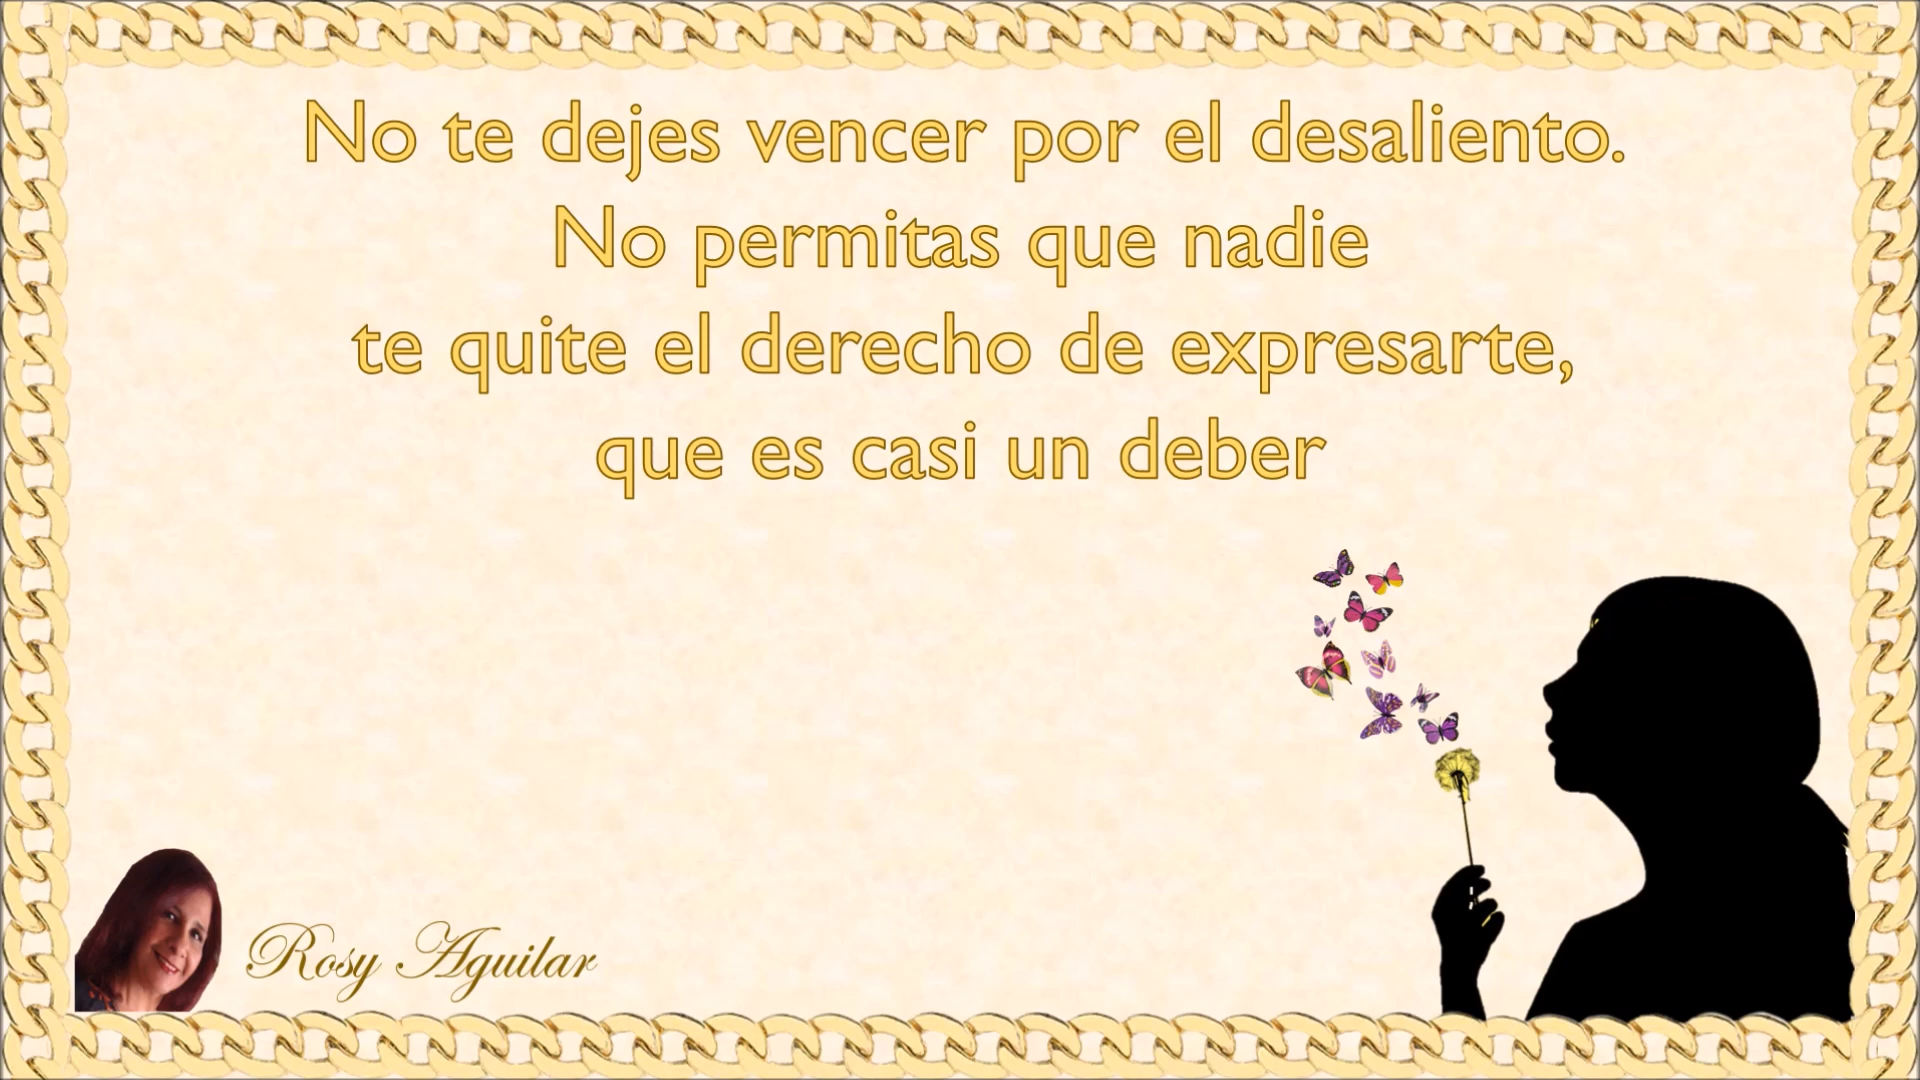 No te dejes vencer por el desaliento.
No permitas que nadie
te quite el derecho de expresarte,
que es casi un deber
Rosy Aguilar